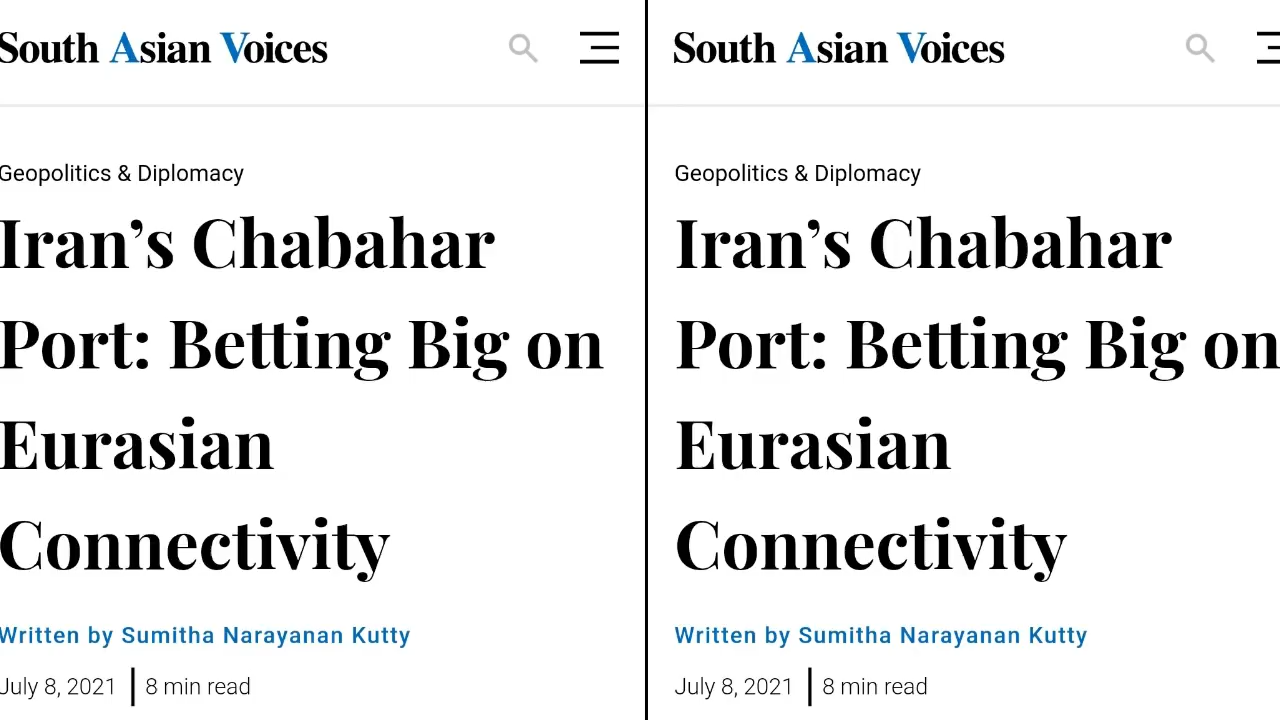 South Asian Voices
Geopolitics & Diplomacy
Iran’s Chabahar
Port: Betting Big on
Eurasian
Connectivity
Written by Sumitha Narayanan Kutty
July 8, 2021 | 8 min read
South Asian Voices
Geopolitics & Diplomacy
Iran’s Chabahar
Port: Betting Big on
Eurasian
Connectivity
Written by Sumitha Narayanan Kutty
July 8, 2021 | 8 min read